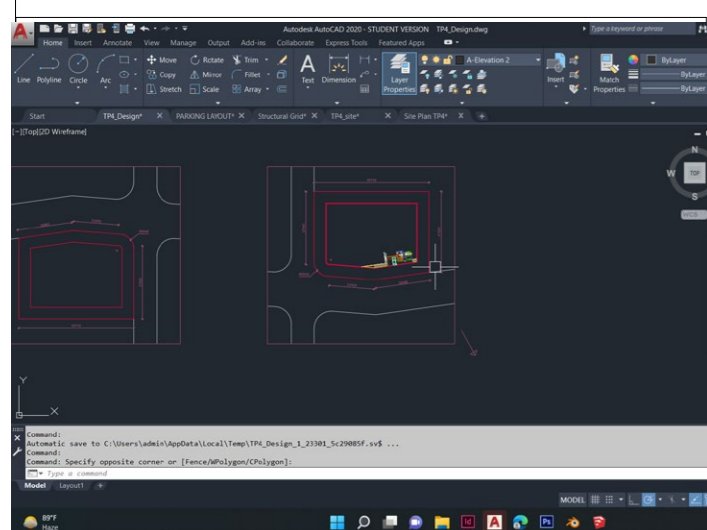 Autodesk AutoCAD 2020 - STUDENT VERSION TP4_Design.dwg
Type a keyword or phrase
Home Insert Annotate View Manage Output Add-ins Collaborate Express Tools Featured Apps
Move Rotate Trim A-Elevation 2 ByLayer
Line Polyline Circle Arc Copy Mirror Fillet Text Dimension Layer Insert Match ByLayer
Stretch Scale Array Properties Properties ByLayer
Start TP4_Design* PARKING LAYOUT* Structural Grid* TP4_site* Site Plan TP4*
[−][Top][2D Wireframe]
N
W TOP
S
WCS
Y
X
Command:
Automatic save to C:\Users\admin\AppData\Local\Temp\TP4_Design_1_23301_5c29085f.sv$ ...
Command:
Command: Specify opposite corner or [Fence/WPolygon/CPolygon]:
Type a command
Model Layout1 MODEL
89°F
Haze